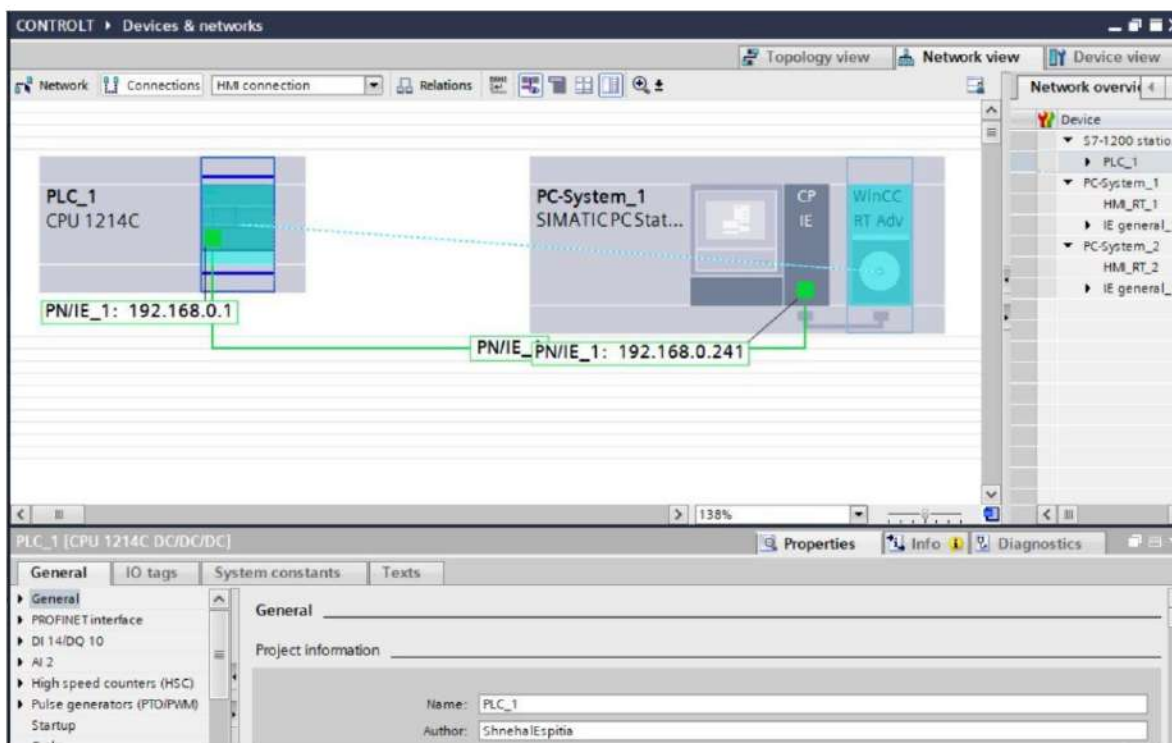 CONTROLT ▸ Devices & networks
Topology view
Network view
Device view
Network
Connections
HMI connection
Relations
Network
Device
S7-1200
PLC_1
PC-System_1
HMI_RT_1
IE general_
PC-System_2
HMI_RT_2
IE general_
PLC_1
CPU 1214C
PC-System_1
SIMATIC PC Stat...
CP
IE
WinCC
RT Adv
PN/IE_1: 192.168.0.1
PN/IE_
PN/IE_1: 192.168.0.241
138%
PLC_1 [CPU 1214C DC/DC/DC]
Properties
Info
Diagnostics
General
IO tags
System constants
Texts
General
PROFINET interface
DI 14/DQ 10
AI 2
High speed counters (HSC)
Pulse generators (PTO/PWM)
Startup
General
Project information
Name: PLC_1
Author: ShnehalEspitia